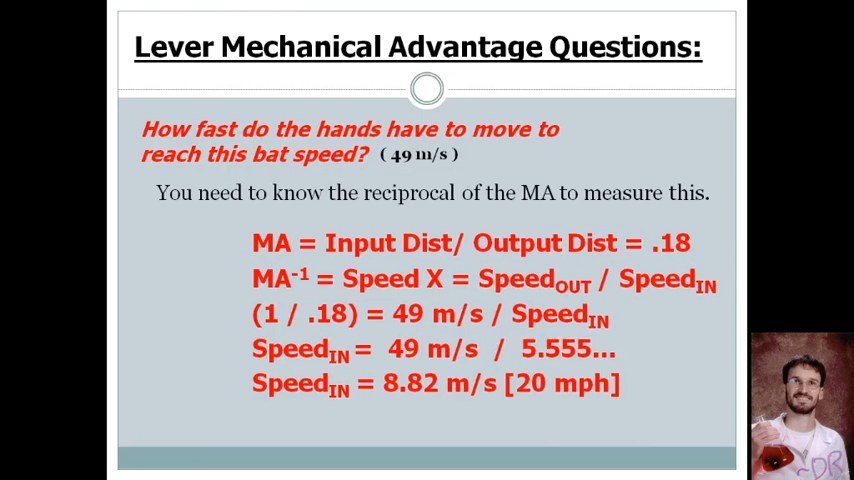 Lever Mechanical Advantage Questions:
How fast do the hands have to move to
reach this bat speed? ( 49 m/s )
You need to know the reciprocal of the MA to measure this.
MA = Input Dist/ Output Dist = .18
MA⁻¹ = Speed X = SpeedOUT / SpeedIN
(1 / .18) = 49 m/s / SpeedIN
SpeedIN = 49 m/s / 5.555...
SpeedIN = 8.82 m/s [20 mph]
~DR